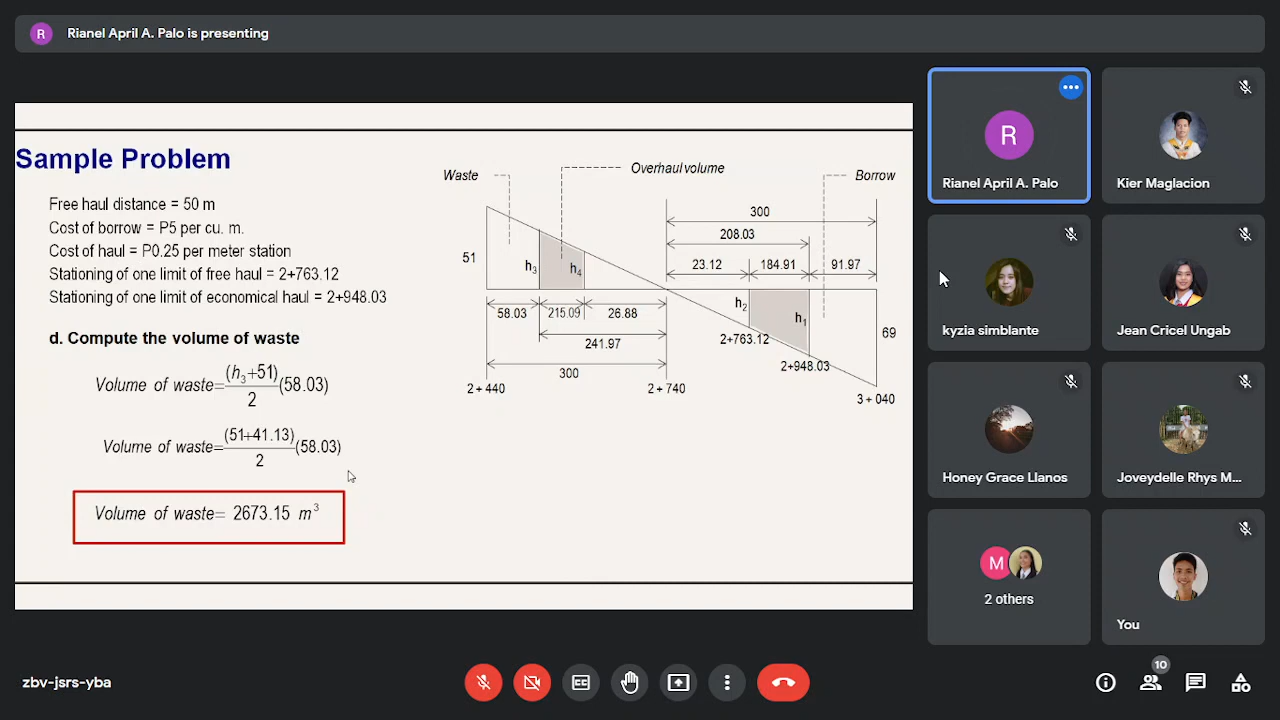 R
Rianel April A. Palo is presenting
Sample Problem
Free haul distance = 50 m
Cost of borrow = P5 per cu. m.
Cost of haul = P0.25 per meter station
Stationing of one limit of free haul = 2+763.12
Stationing of one limit of economical haul = 2+948.03
d. Compute the volume of waste
Volume of waste=(h3+51)/2(58.03)
Volume of waste=(51+41.13)/2(58.03)
Volume of waste= 2673.15 m3
Waste
Overhaul volume
Borrow
300
208.03
23.12
184.91
91.97
51
h3
h4
h2
h1
69
58.03
215.09
26.88
241.97
300
2+763.12
2+948.03
2 + 440
2 + 740
3 + 040
R
Rianel April A. Palo
Kier Maglacion
kyzia simblante
Jean Cricel Ungab
Honey Grace Llanos
Joveydelle Rhys M...
M
2 others
You
zbv-jsrs-yba
CC
10